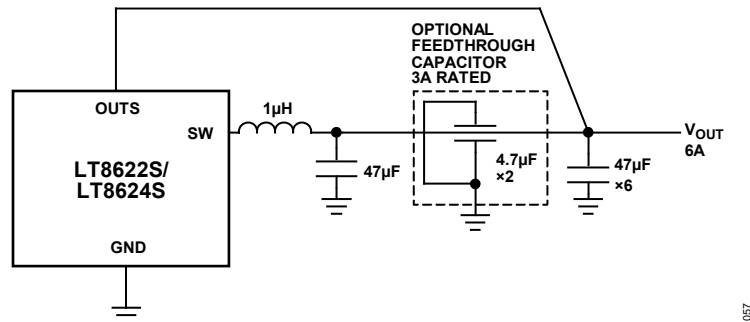 OPTIONAL
FEEDTHROUGH
CAPACITOR
3A RATED
OUTS
1µH
SW
VOUT
6A
LT8622S/
LT8624S
47µF
4.7µF
×2
47µF
×6
GND
057